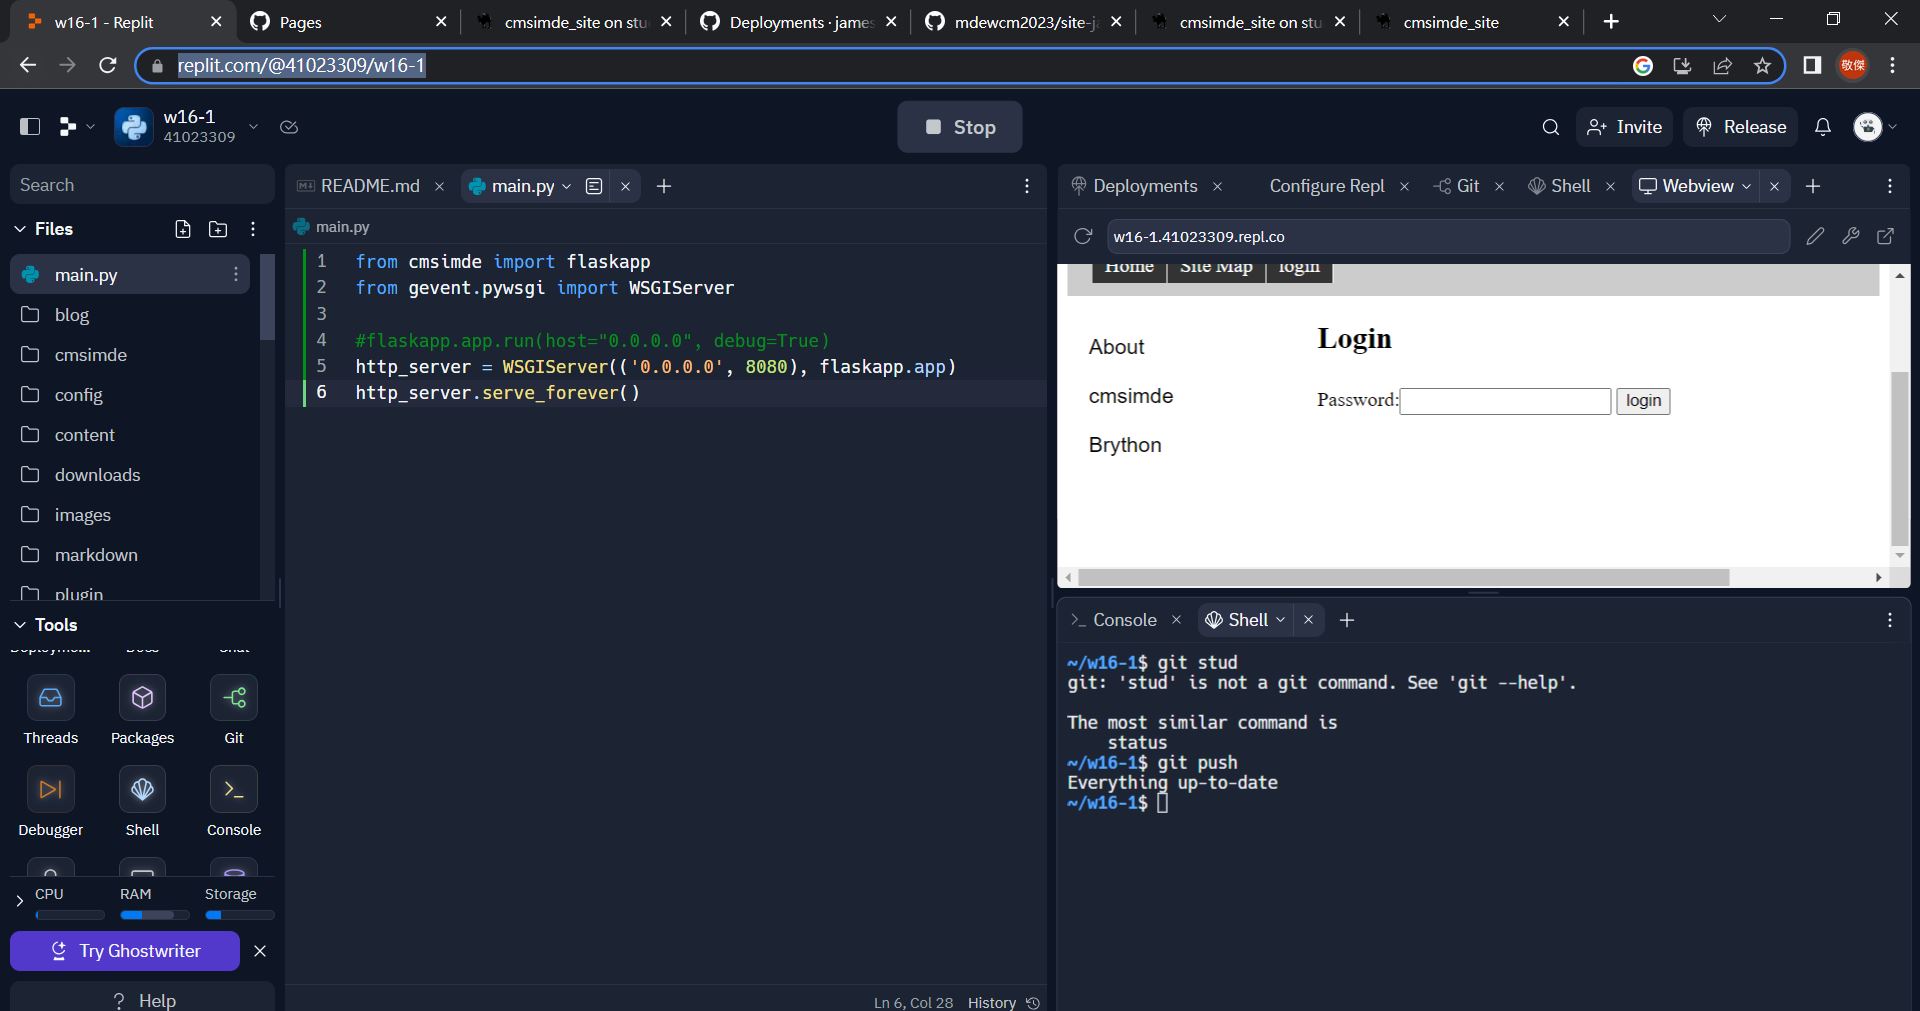 w16-1 - Replit
Pages
cmsimde_site on stu
Deployments · james
mdewcm2023/site-ja
cmsimde_site on stu
cmsimde_site
replit.com/@41023309/w16-1
敬傑
w16-1
41023309
Stop
Invite
Release
Search
Files
main.py
blog
cmsimde
config
content
downloads
images
markdown
plugin
Tools
Threads
Packages
Git
Debugger
Shell
Console
CPU
RAM
Storage
Try Ghostwriter
? Help
README.md
main.py
main.py
1 from cmsimde import flaskapp
2 from gevent.pywsgi import WSGIServer
3
4 #flaskapp.app.run(host="0.0.0.0", debug=True)
5 http_server = WSGIServer(('0.0.0.0', 8080), flaskapp.app)
6 http_server.serve_forever()
Ln 6, Col 28 History
Deployments
Configure Repl
Git
Shell
Webview
w16-1.41023309.repl.co
Home
Site Map
login
About
cmsimde
Brython
Login
Password:
login
Console
Shell
~/w16-1$ git stud
git: 'stud' is not a git command. See 'git --help'.
The most similar command is
status
~/w16-1$ git push
Everything up-to-date
~/w16-1$